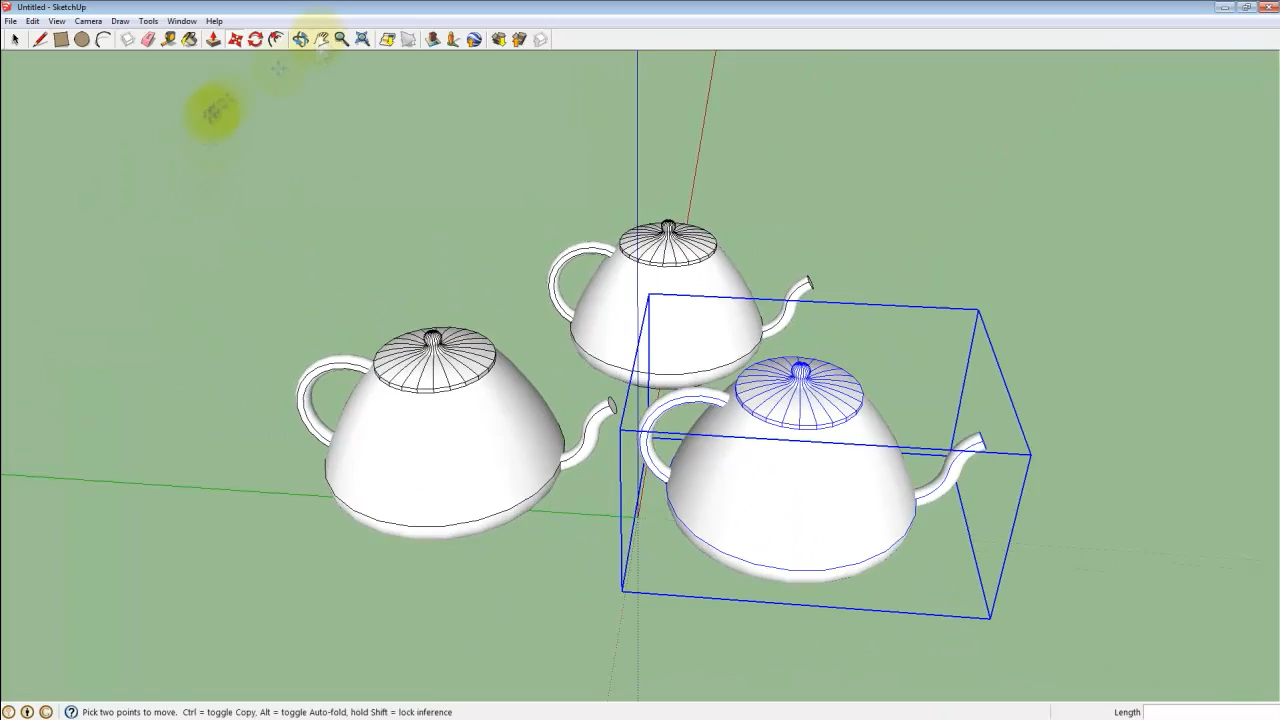 Untitled - SketchUp
File Edit View Camera Draw Tools Window Help
Pick two points to move. Ctrl = toggle Copy, Alt = toggle Auto-fold, hold Shift = lock inference
Length